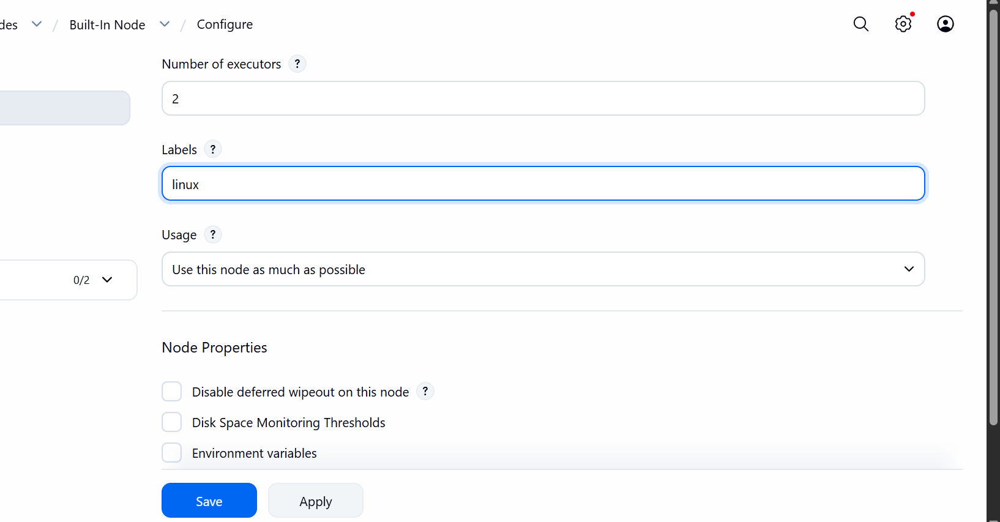 des / Built-In Node / Configure
Number of executors ?
2
Labels ?
linux
Usage ?
Use this node as much as possible
0/2
Node Properties
Disable deferred wipeout on this node ?
Disk Space Monitoring Thresholds
Environment variables
Save Apply